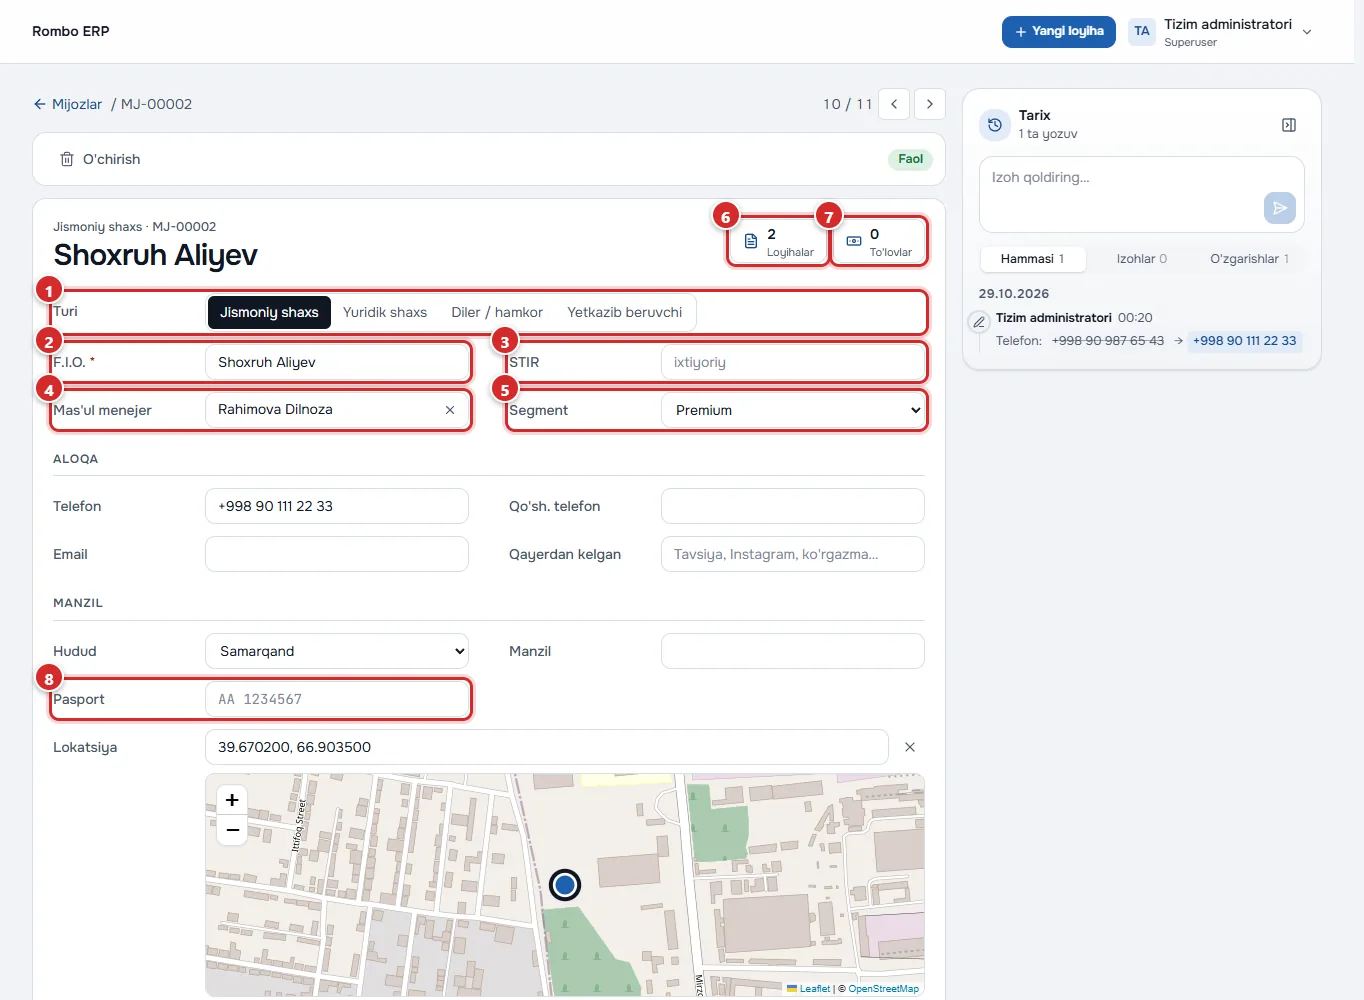 Rombo ERP
+ Yangi loyiha
TA
Tizim administratori
Superuser
← Mijozlar / MJ-00002
10 / 11
O'chirish
Faol
Jismoniy shaxs · MJ-00002
Shoxruh Aliyev
6
2
Loyihalar
7
0
To'lovlar
1
Turi
Jismoniy shaxs
Yuridik shaxs
Diler / hamkor
Yetkazib beruvchi
2
F.I.O. *
Shoxruh Aliyev
3
STIR
ixtiyoriy
4
Mas'ul menejer
Rahimova Dilnoza
5
Segment
Premium
ALOQA
Telefon
+998 90 111 22 33
Qo'sh. telefon
Email
Qayerdan kelgan
Tavsiya, Instagram, ko'rgazma...
MANZIL
Hudud
Samarqand
Manzil
8
Pasport
AA 1234567
Lokatsiya
39.670200, 66.903500
+
−
Ittifoq Street
Mirzo
Leaflet | © OpenStreetMap
Tarix
1 ta yozuv
Izoh qoldiring...
Hammasi 1
Izohlar 0
O'zgarishlar 1
29.10.2026
Tizim administratori 00:20
Telefon: +998 90 987 65 43 → +998 90 111 22 33